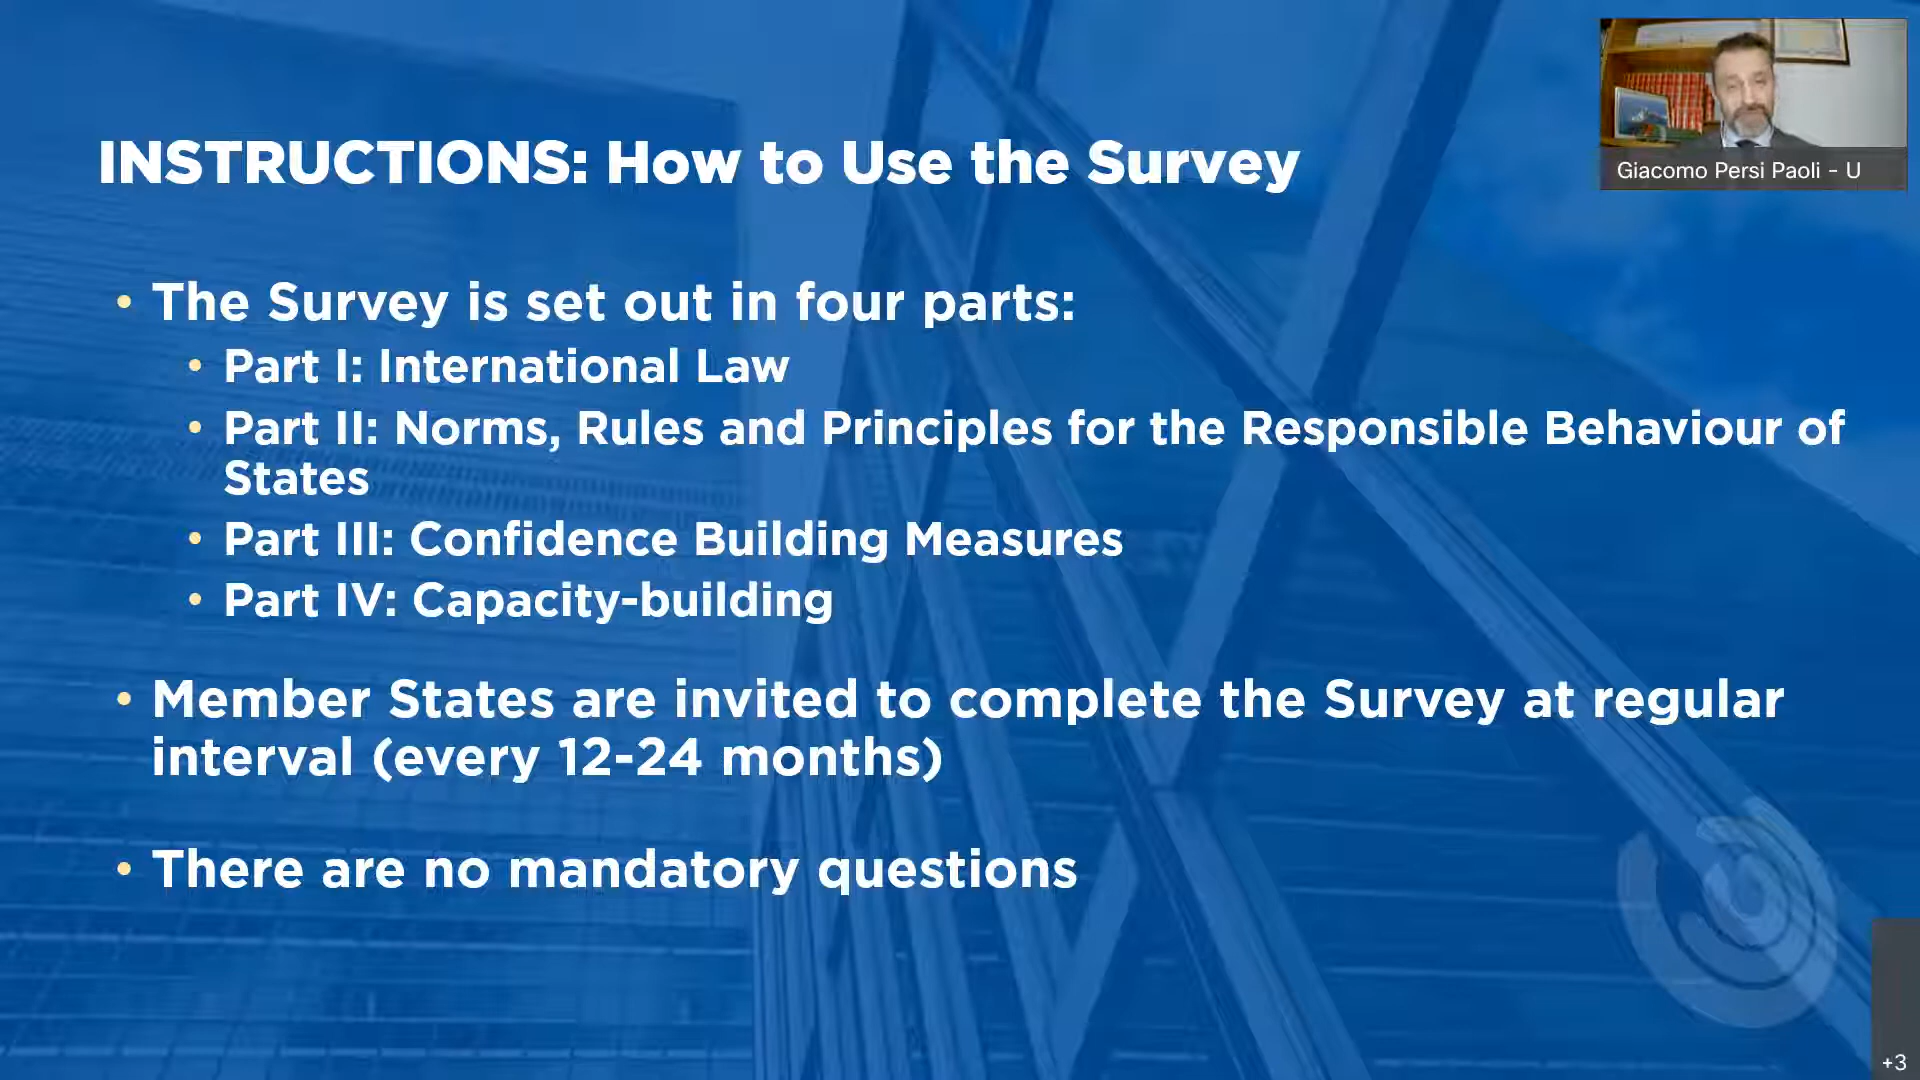 INSTRUCTIONS: How to Use the Survey
Giacomo Persi Paoli - U
• The Survey is set out in four parts:
• Part I: International Law
• Part II: Norms, Rules and Principles for the Responsible Behaviour of
States
• Part III: Confidence Building Measures
• Part IV: Capacity-building
• Member States are invited to complete the Survey at regular
interval (every 12-24 months)
• There are no mandatory questions
+3